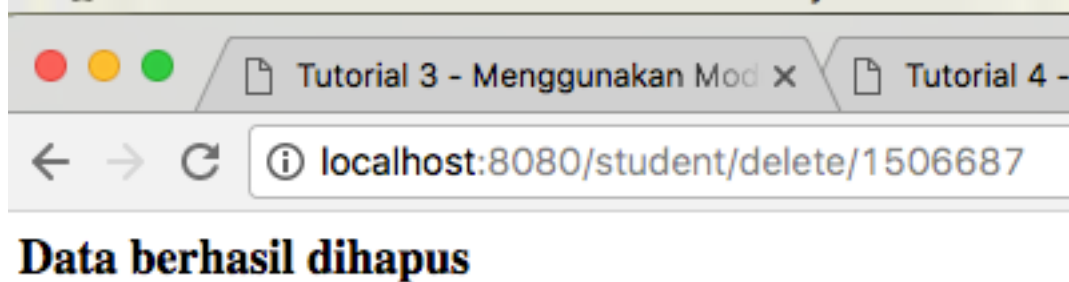 Tutorial 3 - Menggunakan Mod
Tutorial 4 -
localhost:8080/student/delete/1506687
Data berhasil dihapus